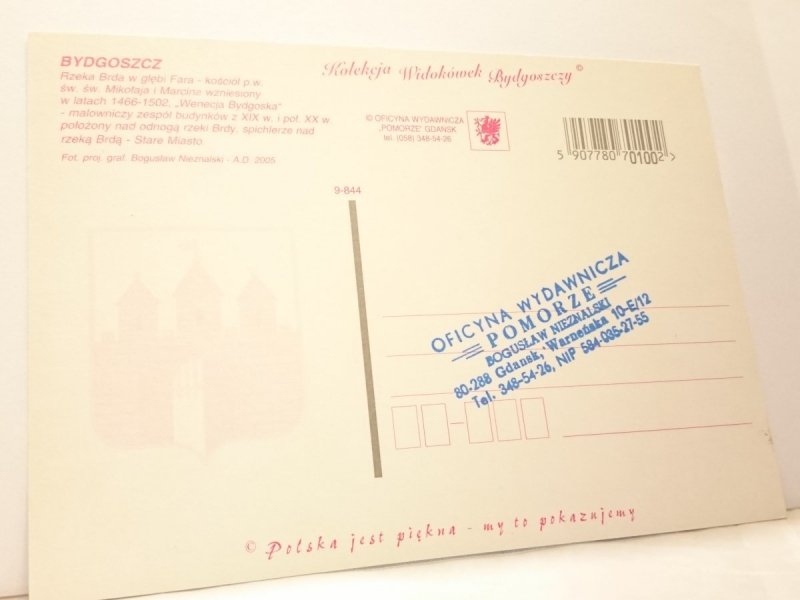 BYDGOSZCZ
Rzeka Brda w głębi Fara - kościół p.w.
św. św. Mikołaja i Marcina wzniesiony
w latach 1466-1502, „Wenecja Bydgoska"
- malowniczy zespół budynków z XIX w. i poł. XX w.
położony nad odnogą rzeki Brdy, spichlerze nad
rzeką Brdą - Stare Miasto
Fot. proj. graf. Bogusław Nieznalski - A.D. 2005
Kolekcja Widokówek Bydgoszczy©
© OFICYNA WYDAWNICZA
„POMORZE" GDAŃSK
tel. (058) 348-54-26
5 907780 701002 >
9-844
OFICYNA WYDAWNICZA
POMORZE
BOGUSŁAW NIEZNALSKI
80-288 Gdańsk, Warneńska 10-E/12
Tel. 348-54-26, NIP 584-035-27-55
© Polska jest piękna - my to pokazujemy